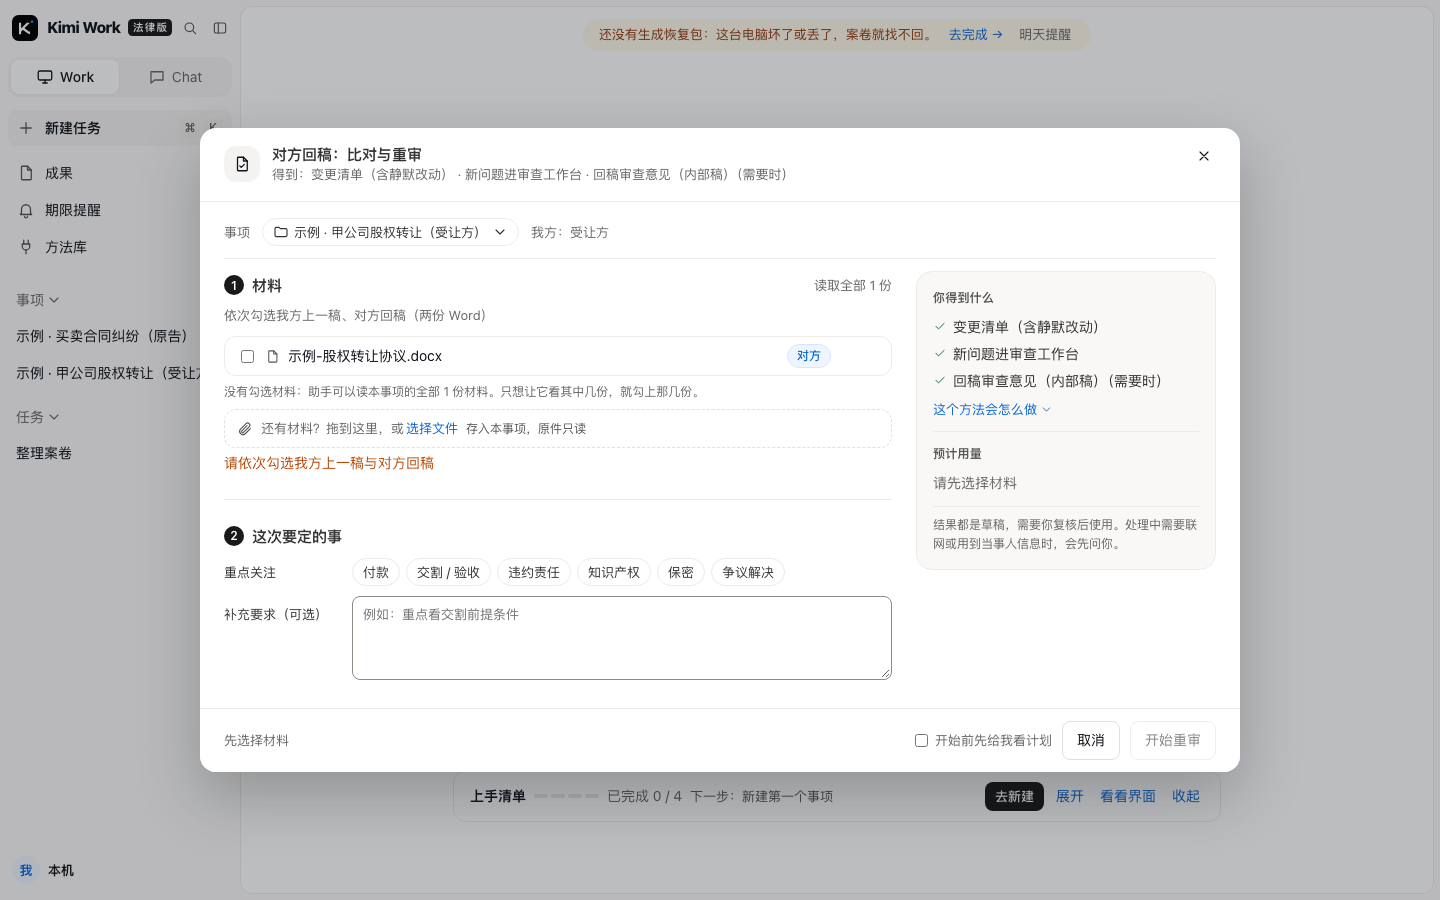 Kimi Work 法律版
Work
Chat
新建任务 ⌘ K
成果
期限提醒
方法库
事项
示例 · 买卖合同纠纷（原告）
示例 · 甲公司股权转让（受让
任务
整理案卷
我 本机
还没有生成恢复包：这台电脑坏了或丢了，案卷就找不回。 去完成 → 明天提醒
对方回稿：比对与重审
得到：变更清单（含静默改动） · 新问题进审查工作台 · 回稿审查意见（内部稿）（需要时）
事项 示例 · 甲公司股权转让（受让方） 我方：受让方
1 材料 读取全部 1 份
依次勾选我方上一稿、对方回稿（两份 Word）
示例-股权转让协议.docx 对方
没有勾选材料：助手可以读本事项的全部 1 份材料。只想让它看其中几份，就勾上那几份。
还有材料？拖到这里，或 选择文件 存入本事项，原件只读
请依次勾选我方上一稿与对方回稿
2 这次要定的事
重点关注 付款 交割 / 验收 违约责任 知识产权 保密 争议解决
补充要求（可选） 例如：重点看交割前提条件
你得到什么
变更清单（含静默改动）
新问题进审查工作台
回稿审查意见（内部稿）（需要时）
这个方法会怎么做
预计用量
请先选择材料
结果都是草稿，需要你复核后使用。处理中需要联
网或用到当事人信息时，会先问你。
先选择材料 开始前先给我看计划 取消 开始重审
上手清单 已完成 0 / 4 下一步：新建第一个事项 去新建 展开 看看界面 收起